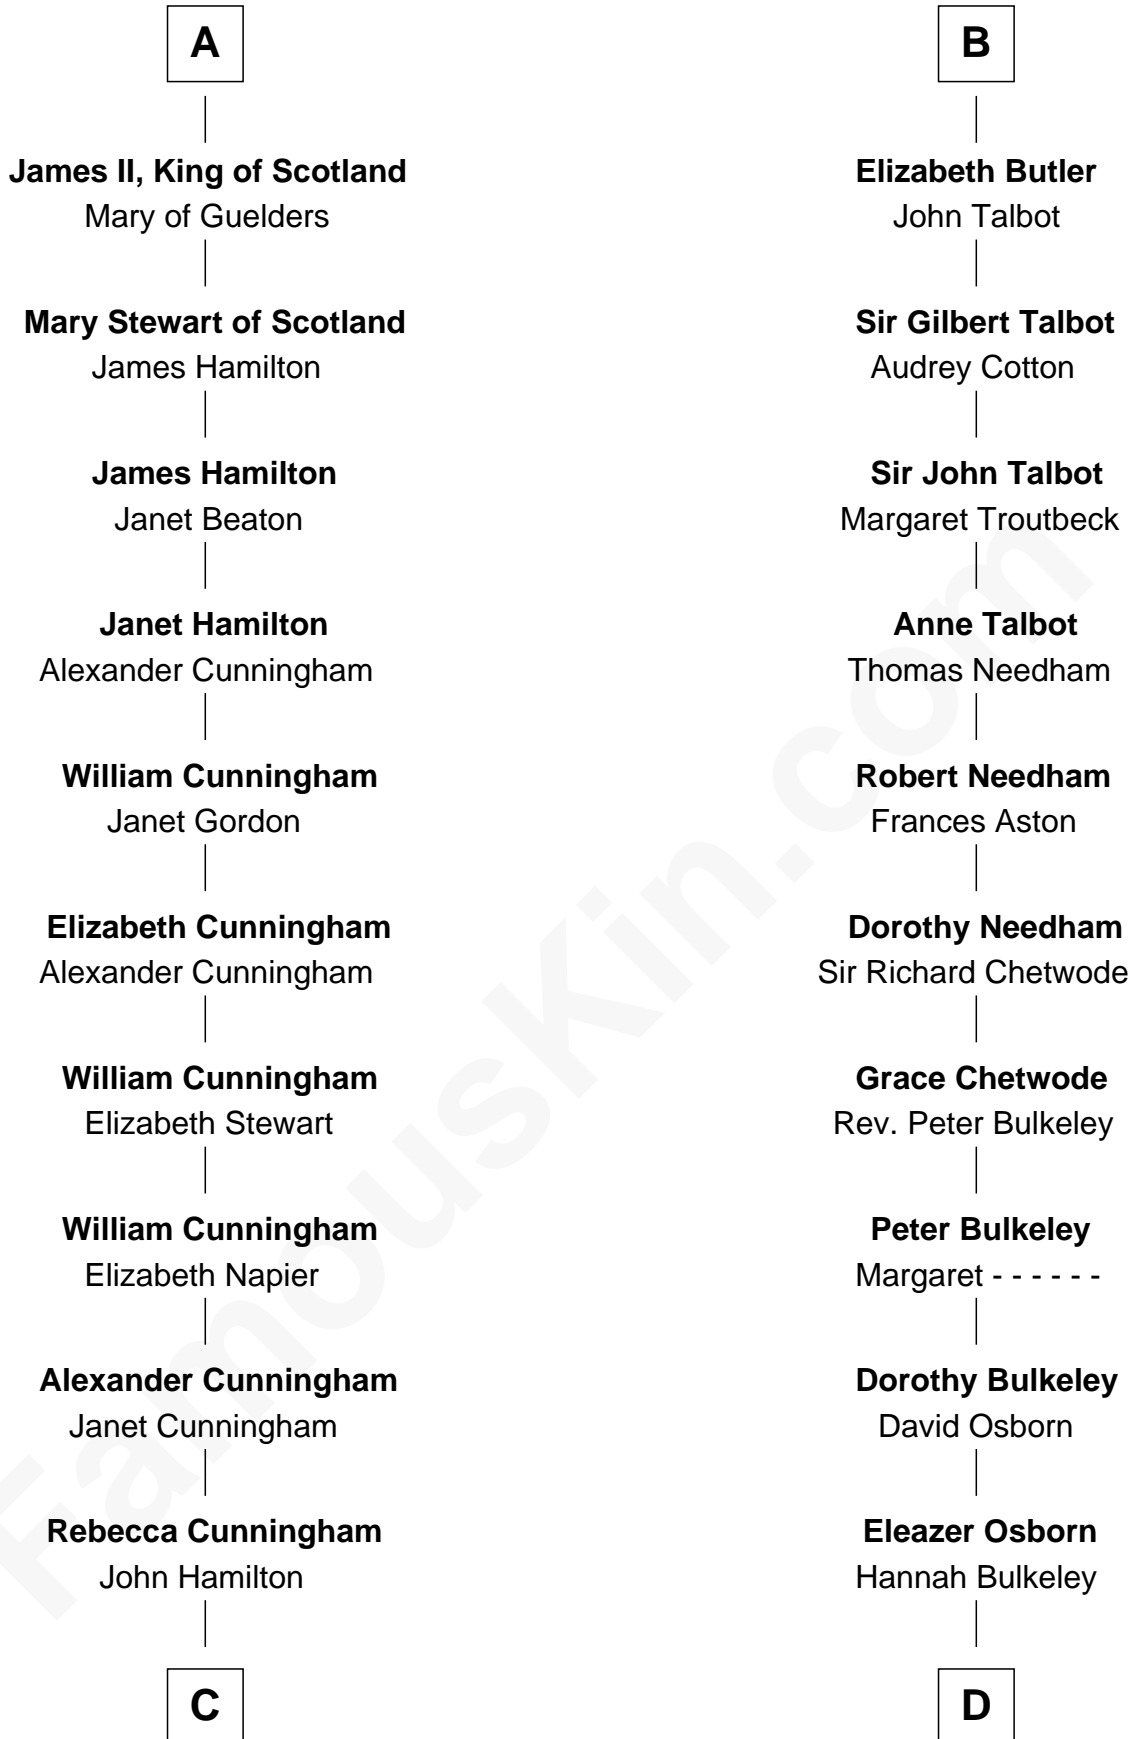 A
James II, King of Scotland
Mary of Guelders
Mary Stewart of Scotland
James Hamilton
James Hamilton
Janet Beaton
Janet Hamilton
Alexander Cunningham
William Cunningham
Janet Gordon
Elizabeth Cunningham
Alexander Cunningham
William Cunningham
Elizabeth Stewart
William Cunningham
Elizabeth Napier
Alexander Cunningham
Janet Cunningham
Rebecca Cunningham
John Hamilton
C
B
Elizabeth Butler
John Talbot
Sir Gilbert Talbot
Audrey Cotton
Sir John Talbot
Margaret Troutbeck
Anne Talbot
Thomas Needham
Robert Needham
Frances Aston
Dorothy Needham
Sir Richard Chetwode
Grace Chetwode
Rev. Peter Bulkeley
Peter Bulkeley
Margaret - - - - - -
Dorothy Bulkeley
David Osborn
Eleazer Osborn
Hannah Bulkeley
D
FamousKin.com